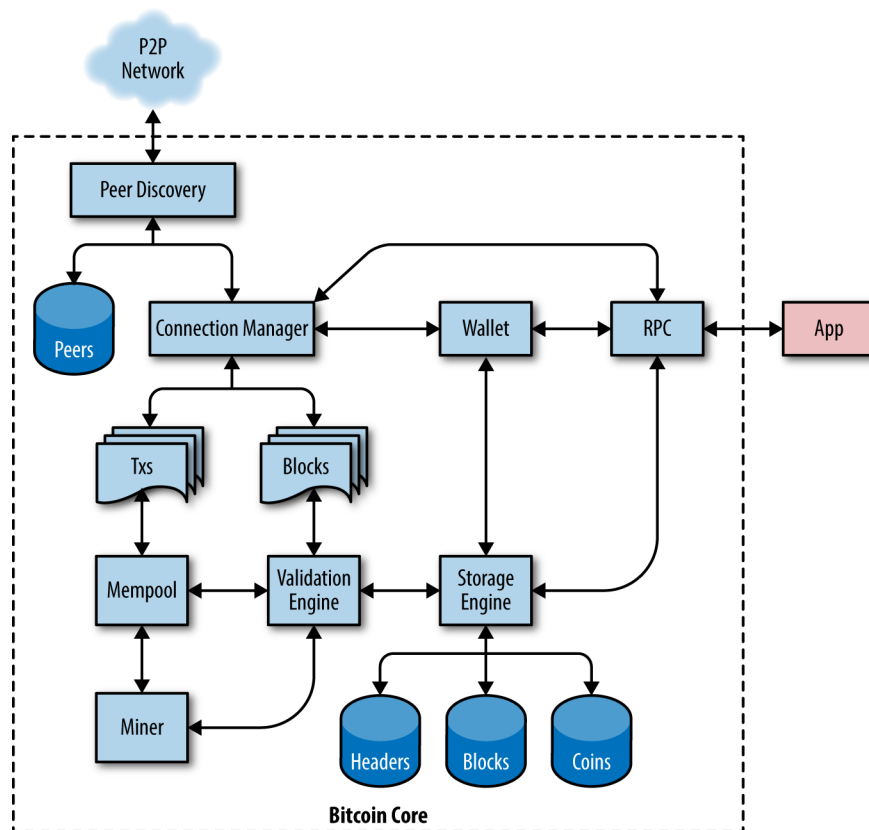 P2P
Network
Peer Discovery
Peers
Connection Manager
Wallet
RPC
App
Txs
Blocks
Mempool
Validation
Engine
Storage
Engine
Miner
Headers
Blocks
Coins
Bitcoin Core